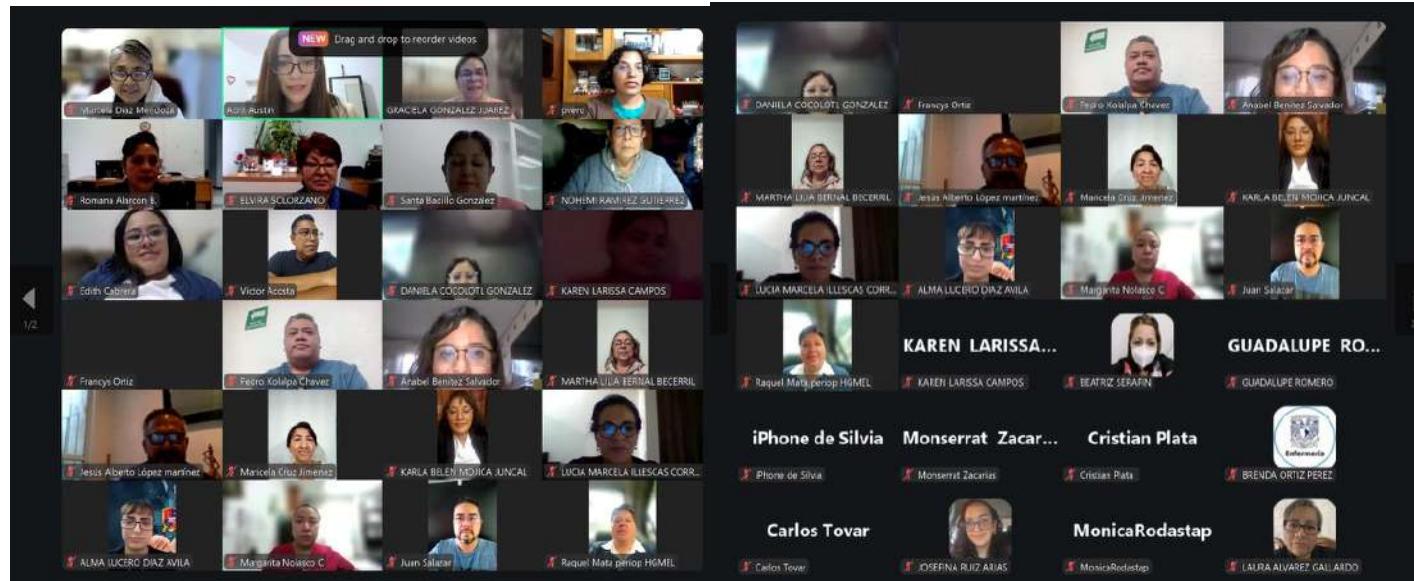 NEW Drag and drop to reorder videos
Marcela Diaz Mendoza
April Austin
GRACIELA GONZALEZ JUAREZ
pvero
Romana Alarcon B.
ELVIRA SOLORZANO
Santa Basilio Gonzalez
NOHEMI RAMIREZ GUTIERREZ
Edith Cabrera
Victor Acosta
DANIELA COCOLOTL GONZALEZ
KAREN LARISSA CAMPOS
1/2
Francys Ortiz
Pedro Kolalpa Chavez
Anabel Benitez Salvador
MARTHA LILIA BERNAL BECERRIL
Jesús Alberto López martínez
Maricela Cruz Jimenez
KARLA BELEN MOJICA JUNCAL
LUCIA MARCELA ILLESCAS CORR...
ALMA LUCERO DIAZ AVILA
Margarita Nolasco C
Juan Salazar
Raquel Mata periop HGMEL
DANIELA COCOLOTL GONZALEZ
Francys Ortiz
Pedro Kolalpa Chavez
Anabel Benitez Salvador
MARTHA LILIA BERNAL BECERRIL
Jesús Alberto López martínez
Maricela Cruz Jimenez
KARLA BELEN MOJICA JUNCAL
LUCIA MARCELA ILLESCAS CORR...
ALMA LUCERO DIAZ AVILA
Margarita Nolasco C
Juan Salazar
Raquel Mata periop HGMEL
KAREN LARISSA...
KAREN LARISSA CAMPOS
BEATRIZ SERAFIN
GUADALUPE RO...
GUADALUPE ROMERO
iPhone de Silvia
iPhone de Silvia
Monserrat Zacar...
Monserrat Zacarias
Cristian Plata
Cristian Plata
Enfermería
BRENDA ORTIZ PEREZ
Carlos Tovar
Carlos Tovar
JOSEFINA RUIZ ARIAS
MonicaRodastap
MonicaRodastap
LAURA ALVAREZ GALLARDO